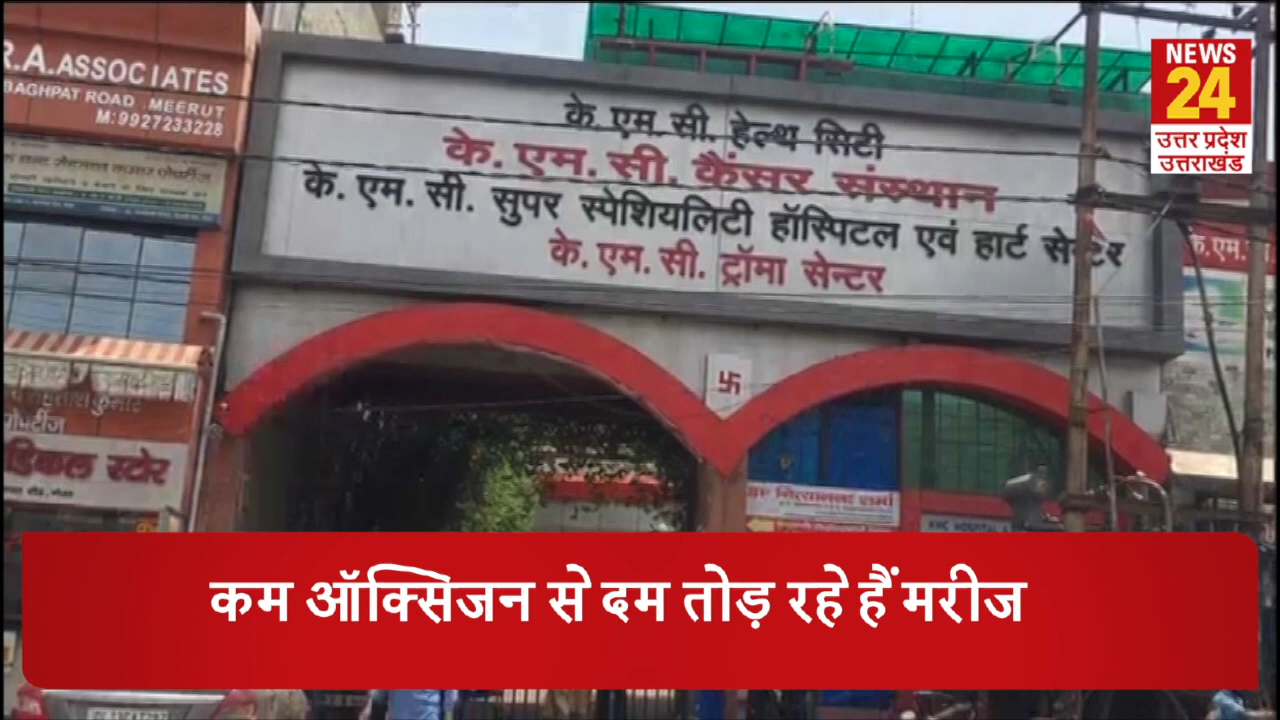 R.A.ASSOCIATES
BAGHPAT ROAD .MEERUT
M:9927233228
के. एम. सी. हेल्थ सिटी
के. एम. सी. कैंसर संस्थान
के. एम. सी. सुपर स्पेशियलिटी हॉस्पिटल एवं हार्ट सेन्टर
के. एम. सी. ट्रॉमा सेन्टर
NEWS
24
उत्तर प्रदेश
उत्तराखंड
के. एम.
स्टोर
KMC HOSPITAL
कम ऑक्सिजन से दम तोड़ रहे हैं मरीज